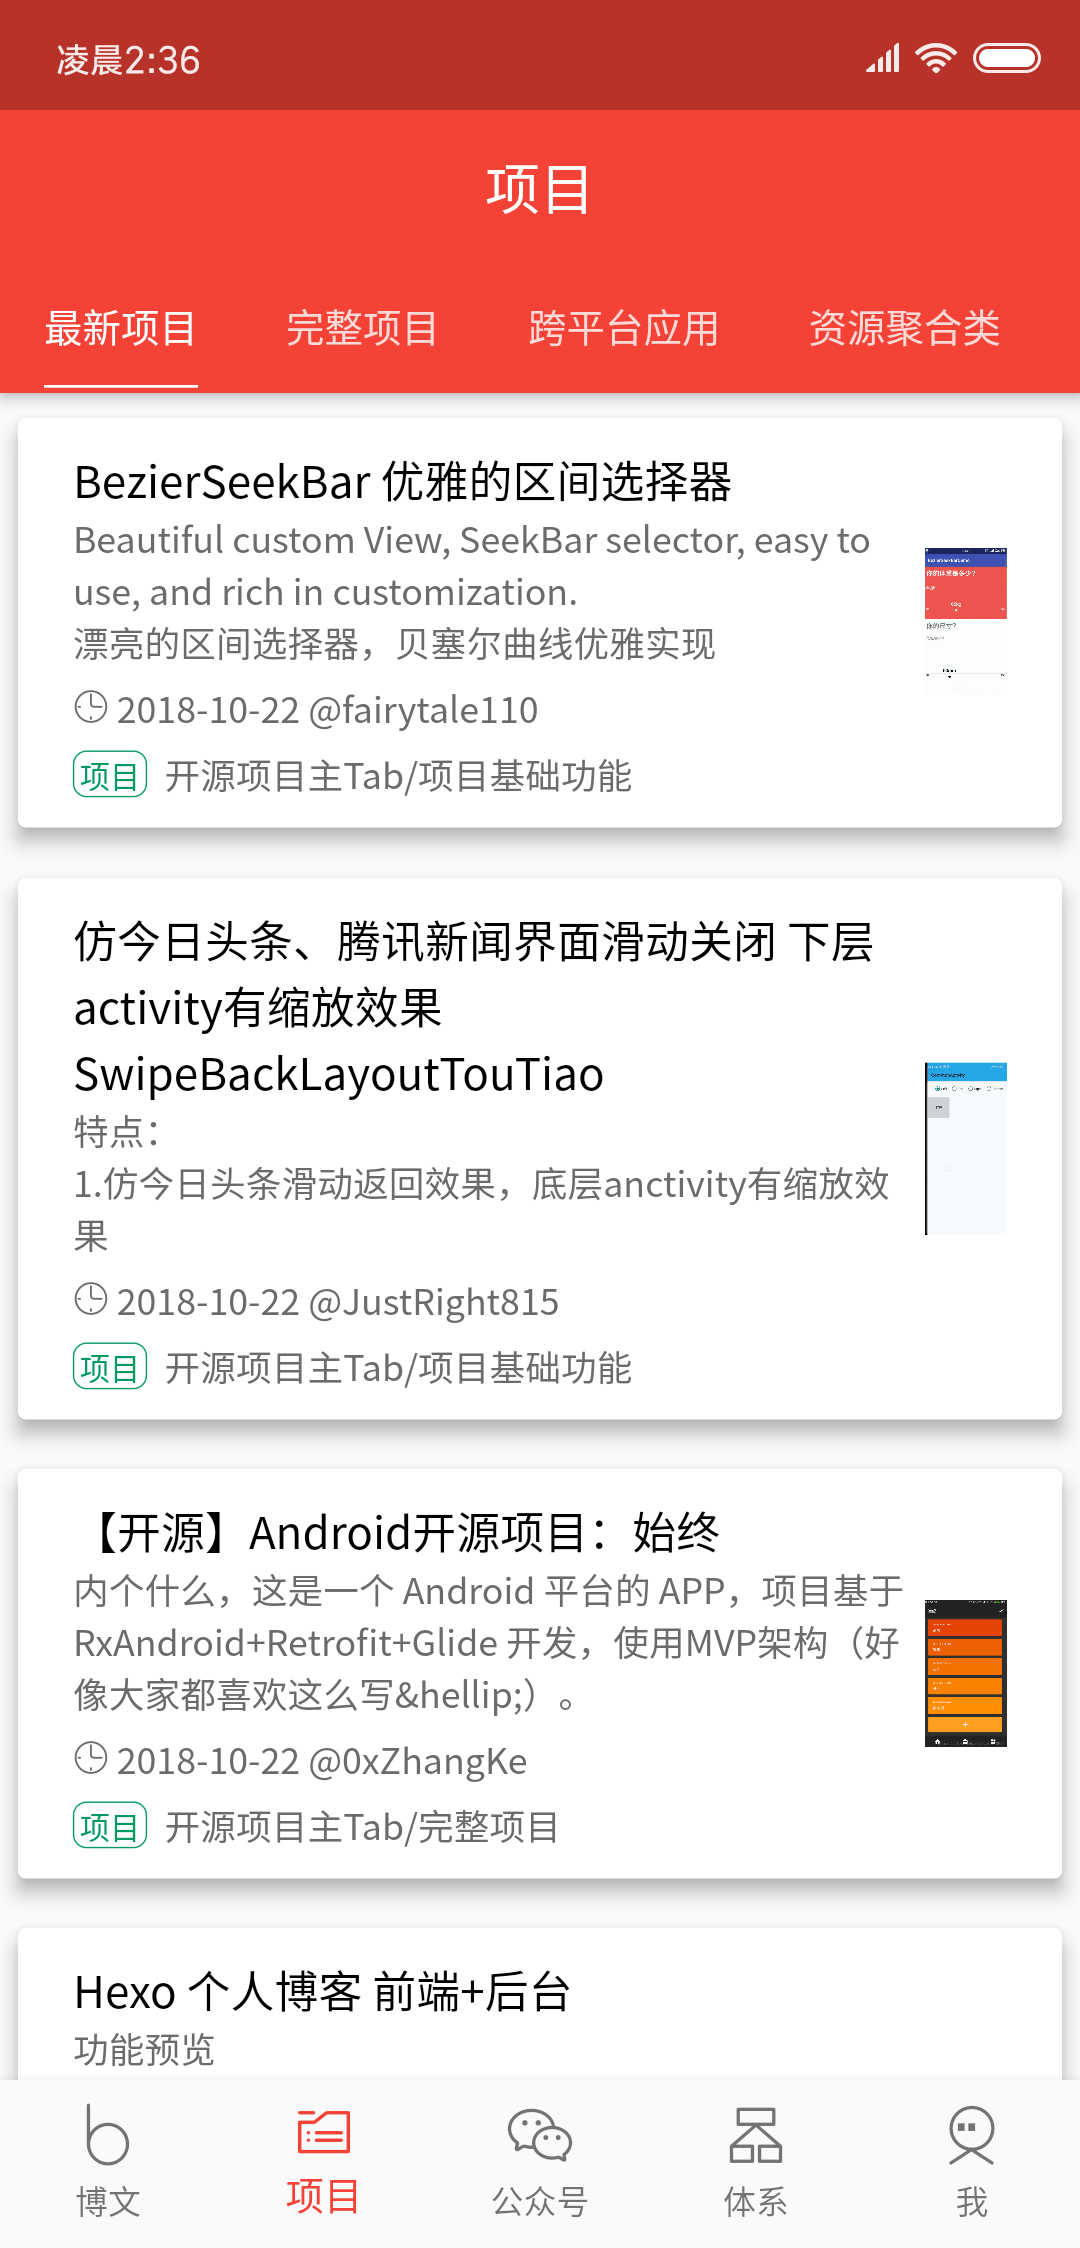 凌晨2:36
项目
最新项目 完整项目 跨平台应用 资源聚合类
BezierSeekBar 优雅的区间选择器
Beautiful custom View, SeekBar selector, easy to
use, and rich in customization.
漂亮的区间选择器，贝塞尔曲线优雅实现
2018-10-22 @fairytale110
项目 开源项目主Tab/项目基础功能
你的体重是多少?
你的尺寸?
仿今日头条、腾讯新闻界面滑动关闭 下层
activity有缩放效果
SwipeBackLayoutTouTiao
特点：
1.仿今日头条滑动返回效果，底层anctivity有缩放效
果
2018-10-22 @JustRight815
项目 开源项目主Tab/项目基础功能
CommonActivity
【开源】Android开源项目：始终
内个什么，这是一个 Android 平台的 APP，项目基于
RxAndroid+Retrofit+Glide 开发，使用MVP架构（好
像大家都喜欢这么写&hellip;）。
2018-10-22 @0xZhangKe
项目 开源项目主Tab/完整项目
Hexo 个人博客 前端+后台
功能预览
博文 项目 公众号 体系 我